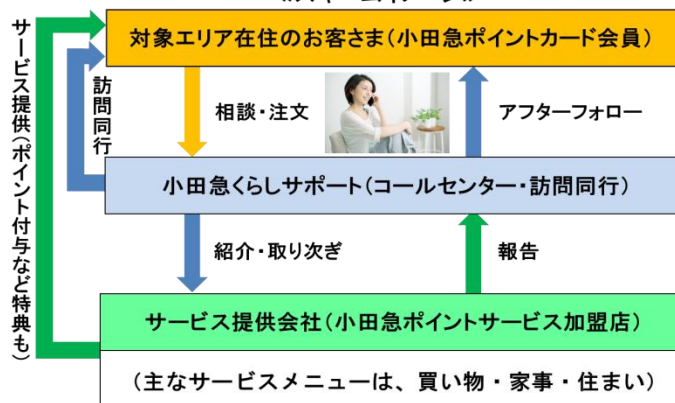 対象エリア在住のお客さま(小田急ポイントカード会員)
サービス提供(ポイント付与など特典も)
訪問同行
相談・注文
アフターフォロー
小田急くらしサポート(コールセンター・訪問同行)
紹介・取り次ぎ
報告
サービス提供会社(小田急ポイントサービス加盟店)
(主なサービスメニューは、買い物・家事・住まい)